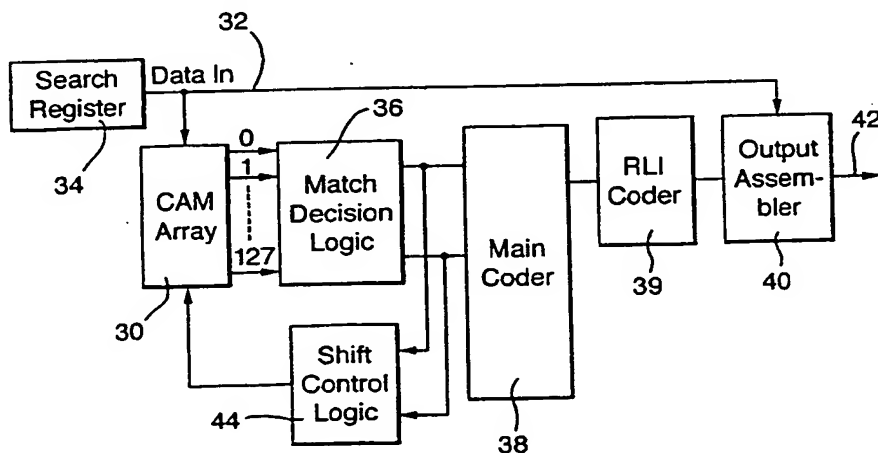 32
Search
Register
Data In
34
36
42
0
1
127
CAM
Array
Match
Decision
Logic
Main
Coder
RLI
Coder
Output
Assem-
bler
39
40
30
Shift
Control
Logic
44
38